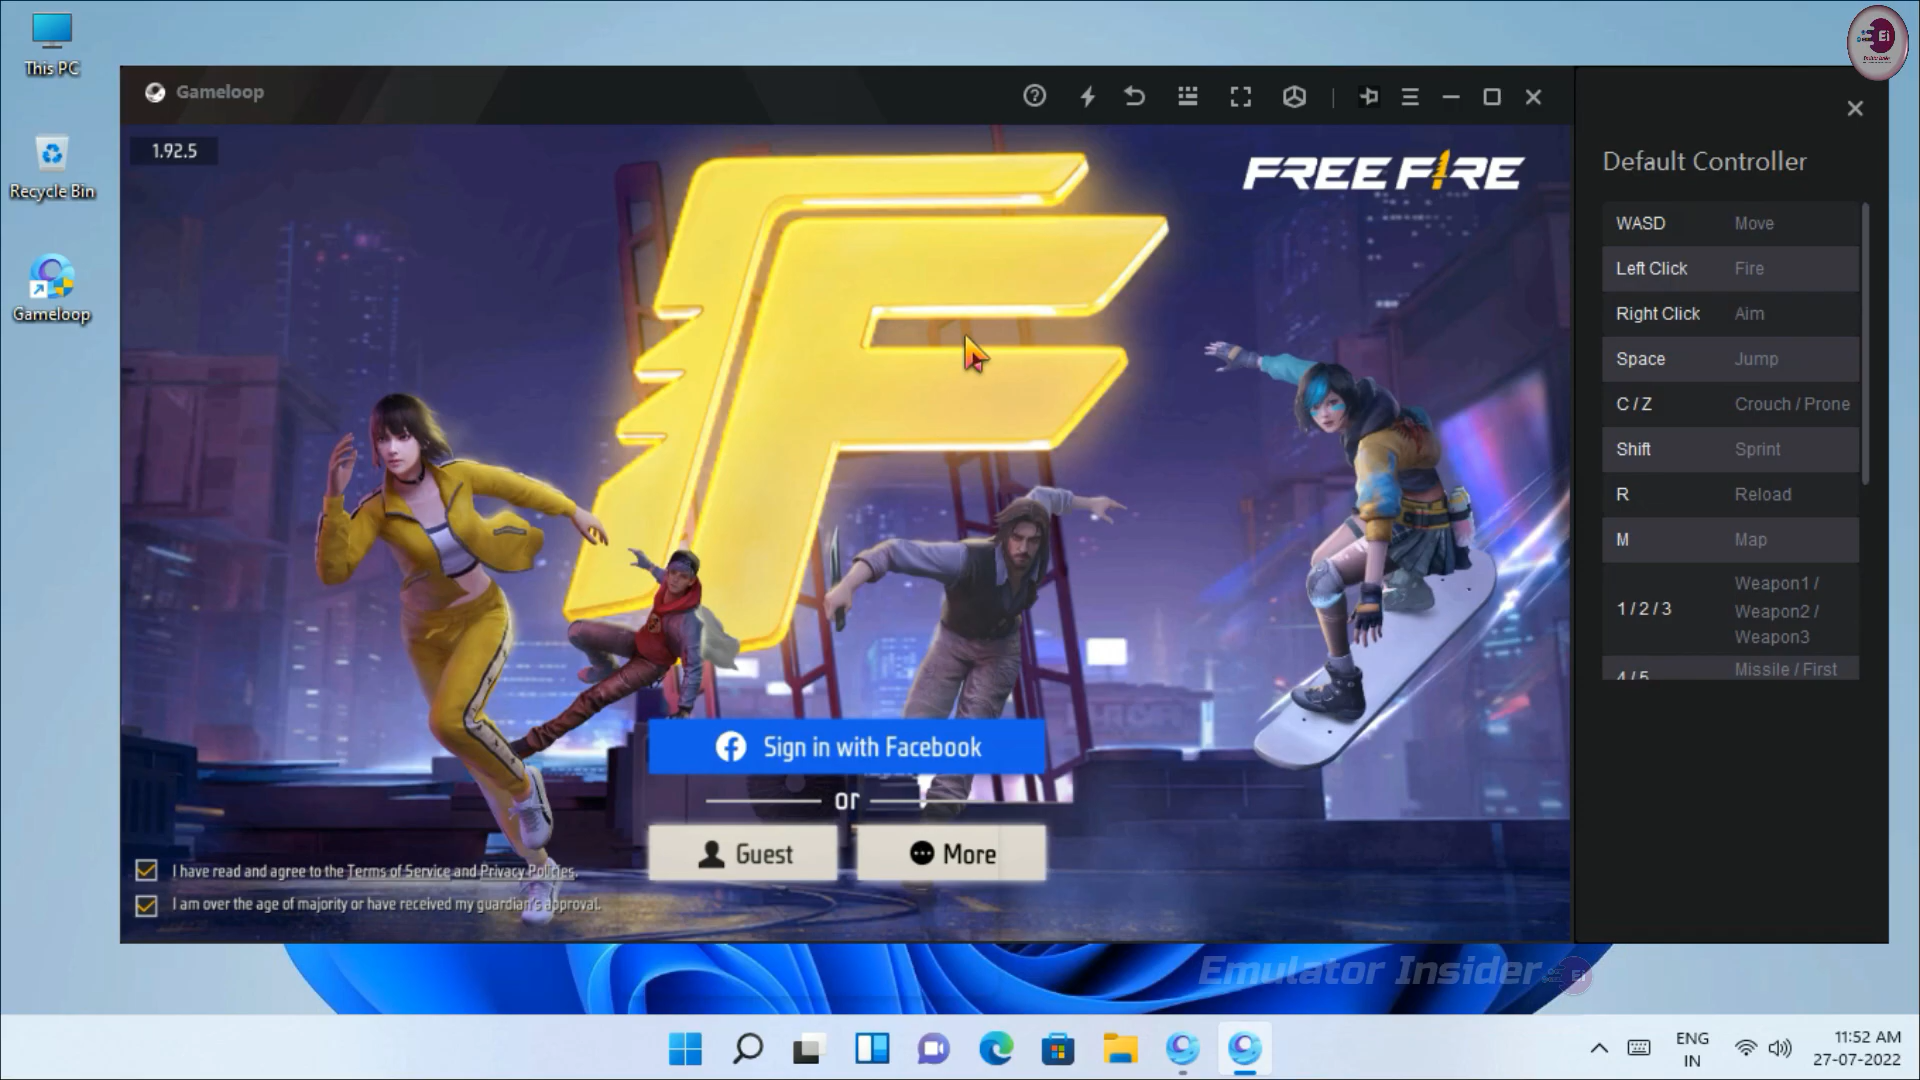 This PC
Recycle Bin
Gameloop
Gameloop
1.92.5
FREE FIRE
Sign in with Facebook
or
Guest
More
I have read and agree to the Terms of Service and Privacy Policies.
I am over the age of majority or have received my guardian's approval.
Default Controller
WASD Move
Left Click Fire
Right Click Aim
Space Jump
C / Z Crouch / Prone
Shift Sprint
R Reload
M Map
1 / 2 / 3 Weapon1 /
Weapon2 /
Weapon3
4 / 5 Missile / First
Emulator Insider
Ei
Ei
ENG
IN
11:52 AM
27-07-2022